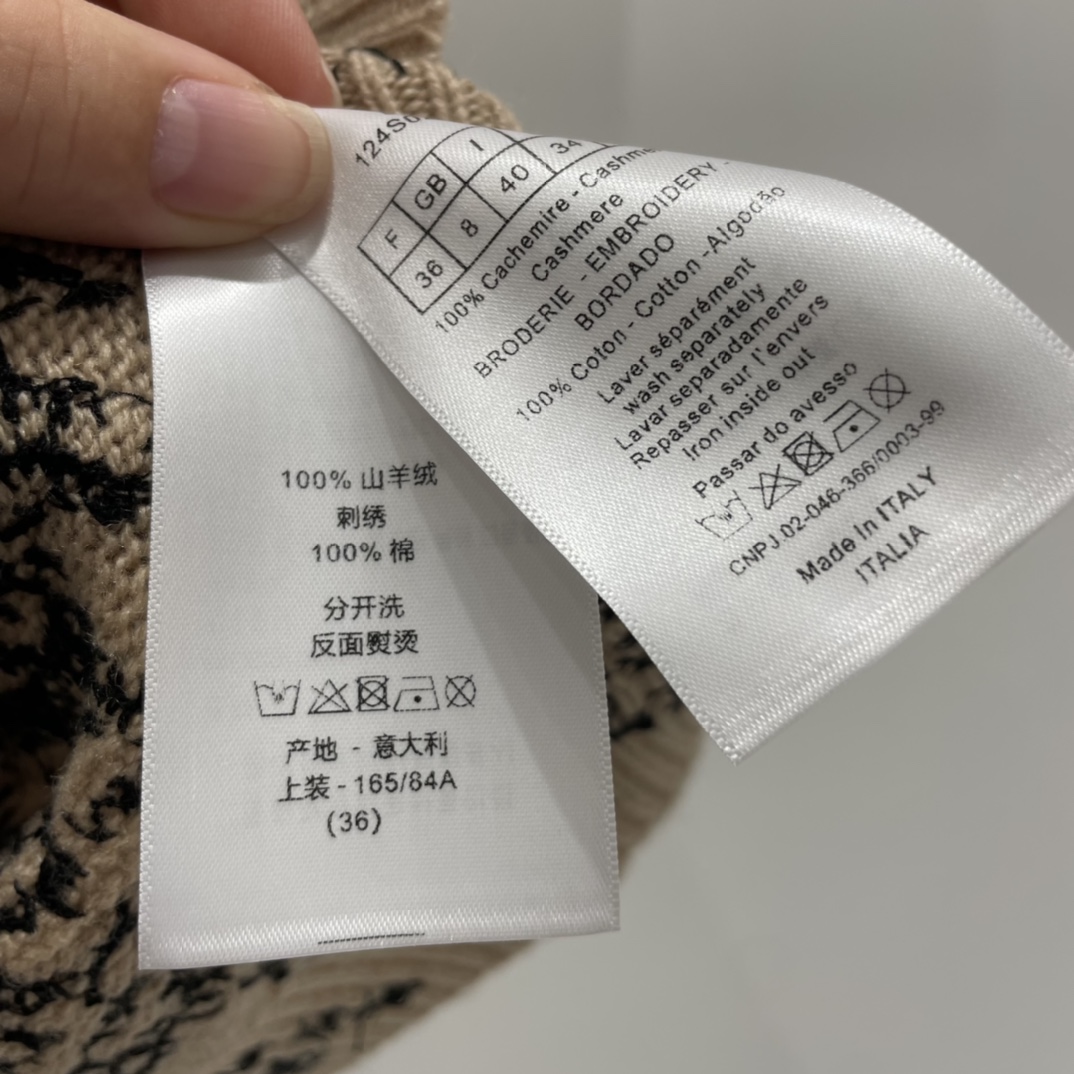 124S0
F GB I
36 8 40 34
100% Cachemire - Cashme
Cashmere
BRODERIE - EMBROIDERY -
BORDADO
100% Coton - Cotton -Algodão
Laver séparément
wash separately
Lavar separadamente
Repasser sur l'envers
Iron inside out
Passar do avesso
CNPJ.02-046-366/0003-99
Made in ITALY
ITALIA
100% 山羊绒
刺绣
100% 棉
分开洗
反面熨烫
产地 - 意大利
上装 - 165/84A
(36)